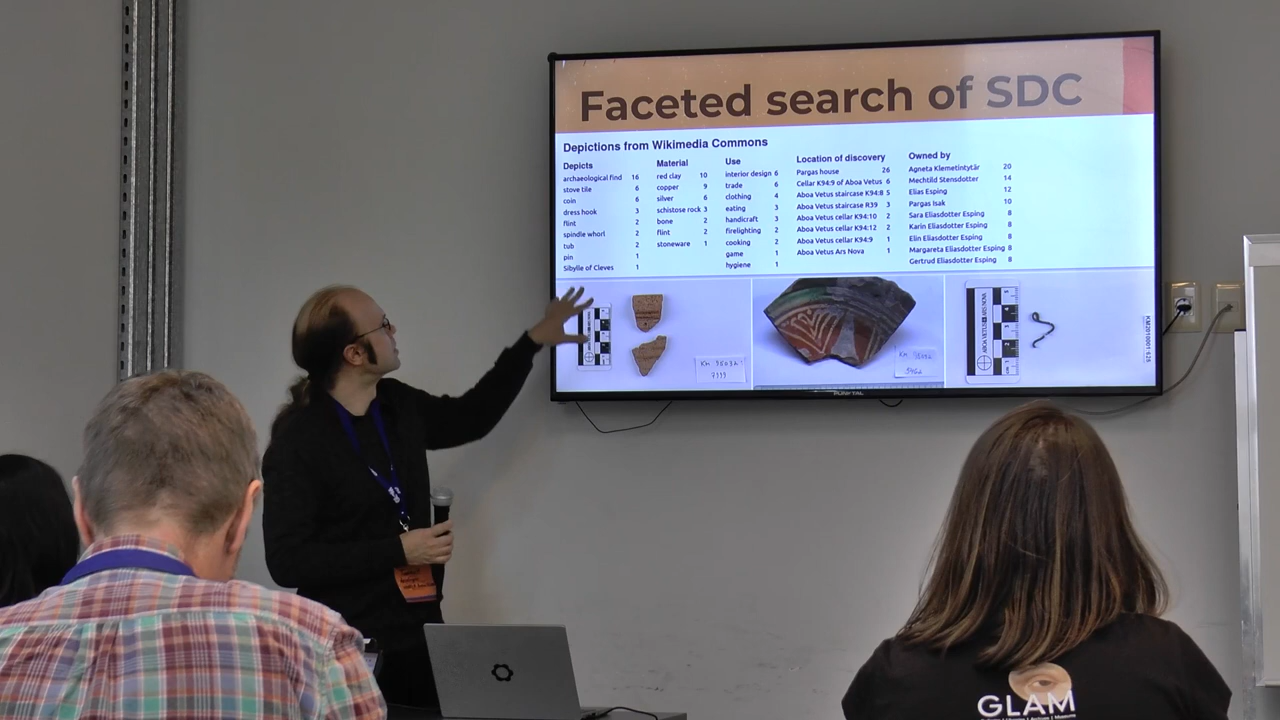 Faceted search of SDC
Depictions from Wikimedia Commons
Depicts
archaeological find 16
stove tile 6
coin 6
dress hook 3
flint 2
spindle whorl 2
tub 2
pin 1
Sibylle of Cleves 1
Material
red clay 10
copper 9
silver 6
schistose rock 3
bone 2
flint 2
stoneware 1
Use
interior design 6
trade 6
clothing 4
eating 3
handicraft 3
firelighting 2
cooking 2
game 1
hygiene 1
Location of discovery
Pargas house 26
Cellar K94:9 of Aboa Vetus 6
Aboa Vetus staircase K94:8 5
Aboa Vetus staircase R39 3
Aboa Vetus cellar K94:10 2
Aboa Vetus cellar K94:12 2
Aboa Vetus cellar K94:9 1
Aboa Vetus Ars Nova 1
Owned by
Agneta Klemetintytär 20
Mechtild Stensdotter 14
Elias Esping 12
Pargas Isak 10
Sara Eliasdotter Esping 8
Karin Eliasdotter Esping 8
Elin Eliasdotter Esping 8
Margareta Eliasdotter Esping 8
Gertrud Eliasdotter Esping 8
ABOA VETUS ARS NOVA
GLAM